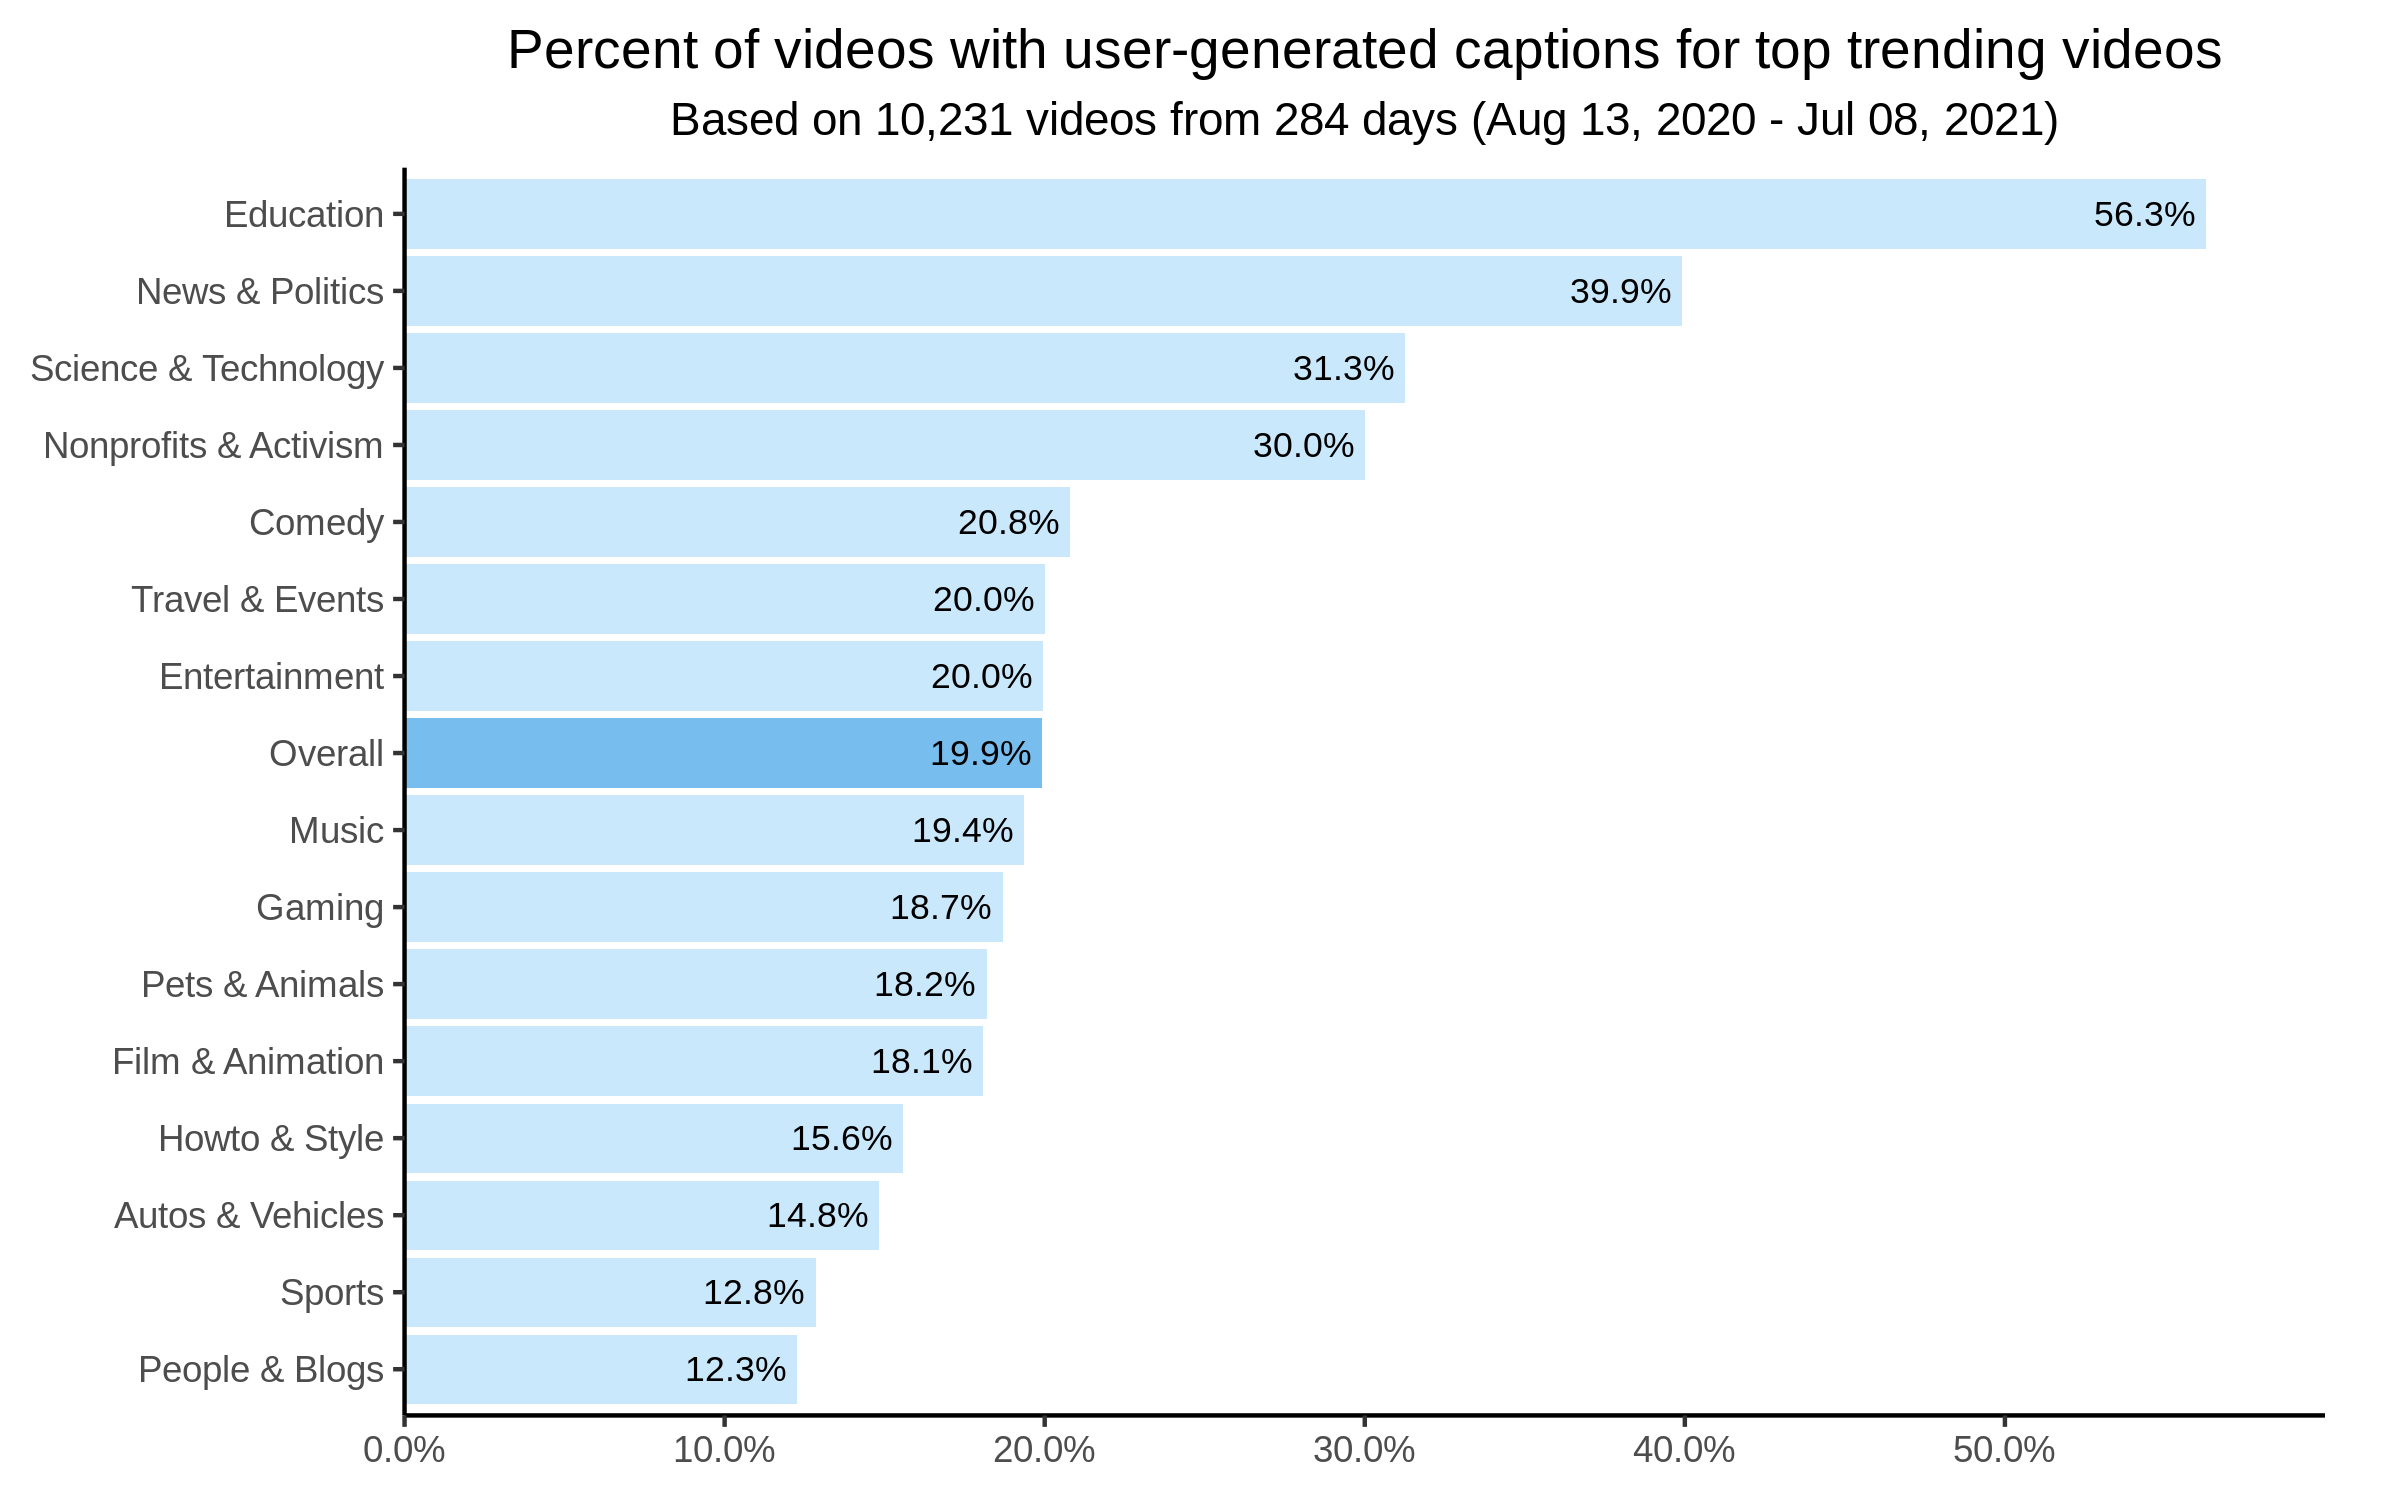 Percent of videos with user-generated captions for top trending videos
Based on 10,231 videos from 284 days (Aug 13, 2020 - Jul 08, 2021)
Education 56.3%
News & Politics 39.9%
Science & Technology 31.3%
Nonprofits & Activism 30.0%
Comedy 20.8%
Travel & Events 20.0%
Entertainment 20.0%
Overall 19.9%
Music 19.4%
Gaming 18.7%
Pets & Animals 18.2%
Film & Animation 18.1%
Howto & Style 15.6%
Autos & Vehicles 14.8%
Sports 12.8%
People & Blogs 12.3%
0.0% 10.0% 20.0% 30.0% 40.0% 50.0%